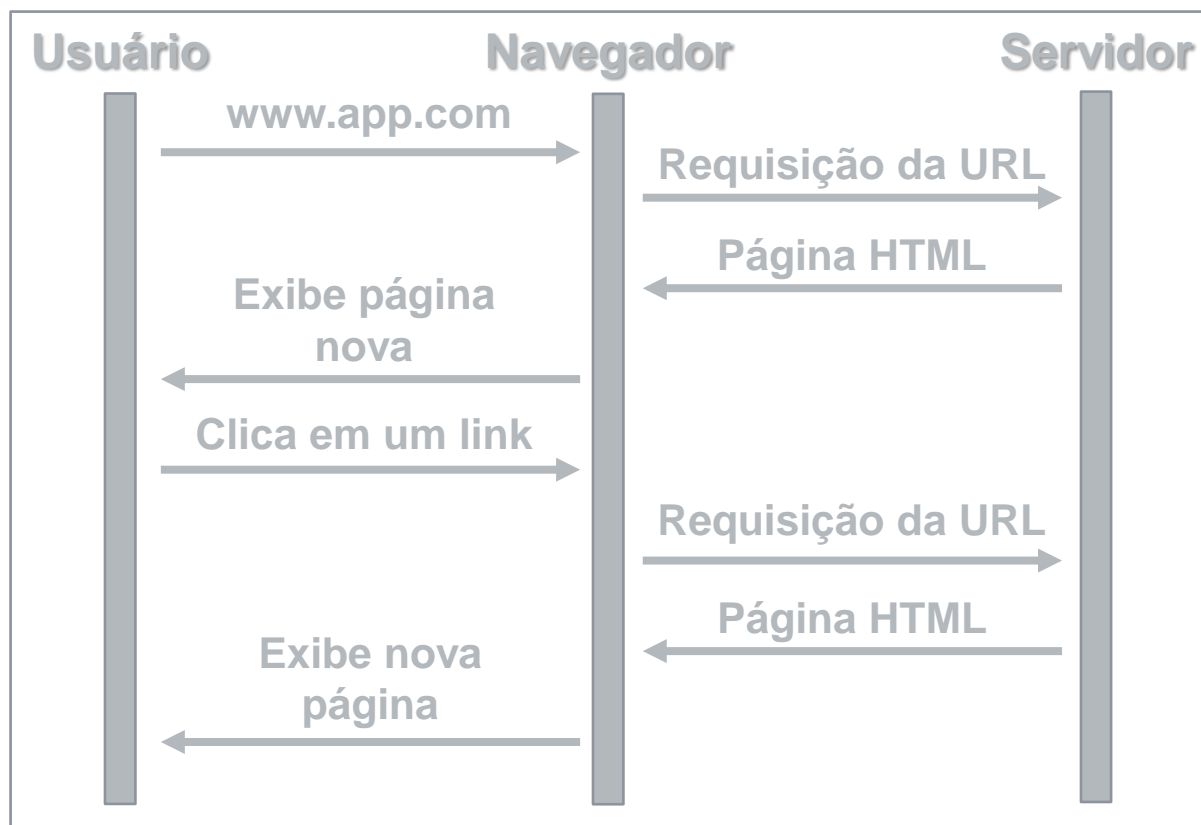 Usuário
Navegador
Servidor
www.app.com
Requisição da URL
Página HTML
Exibe página
nova
Clica em um link
Requisição da URL
Página HTML
Exibe nova
página